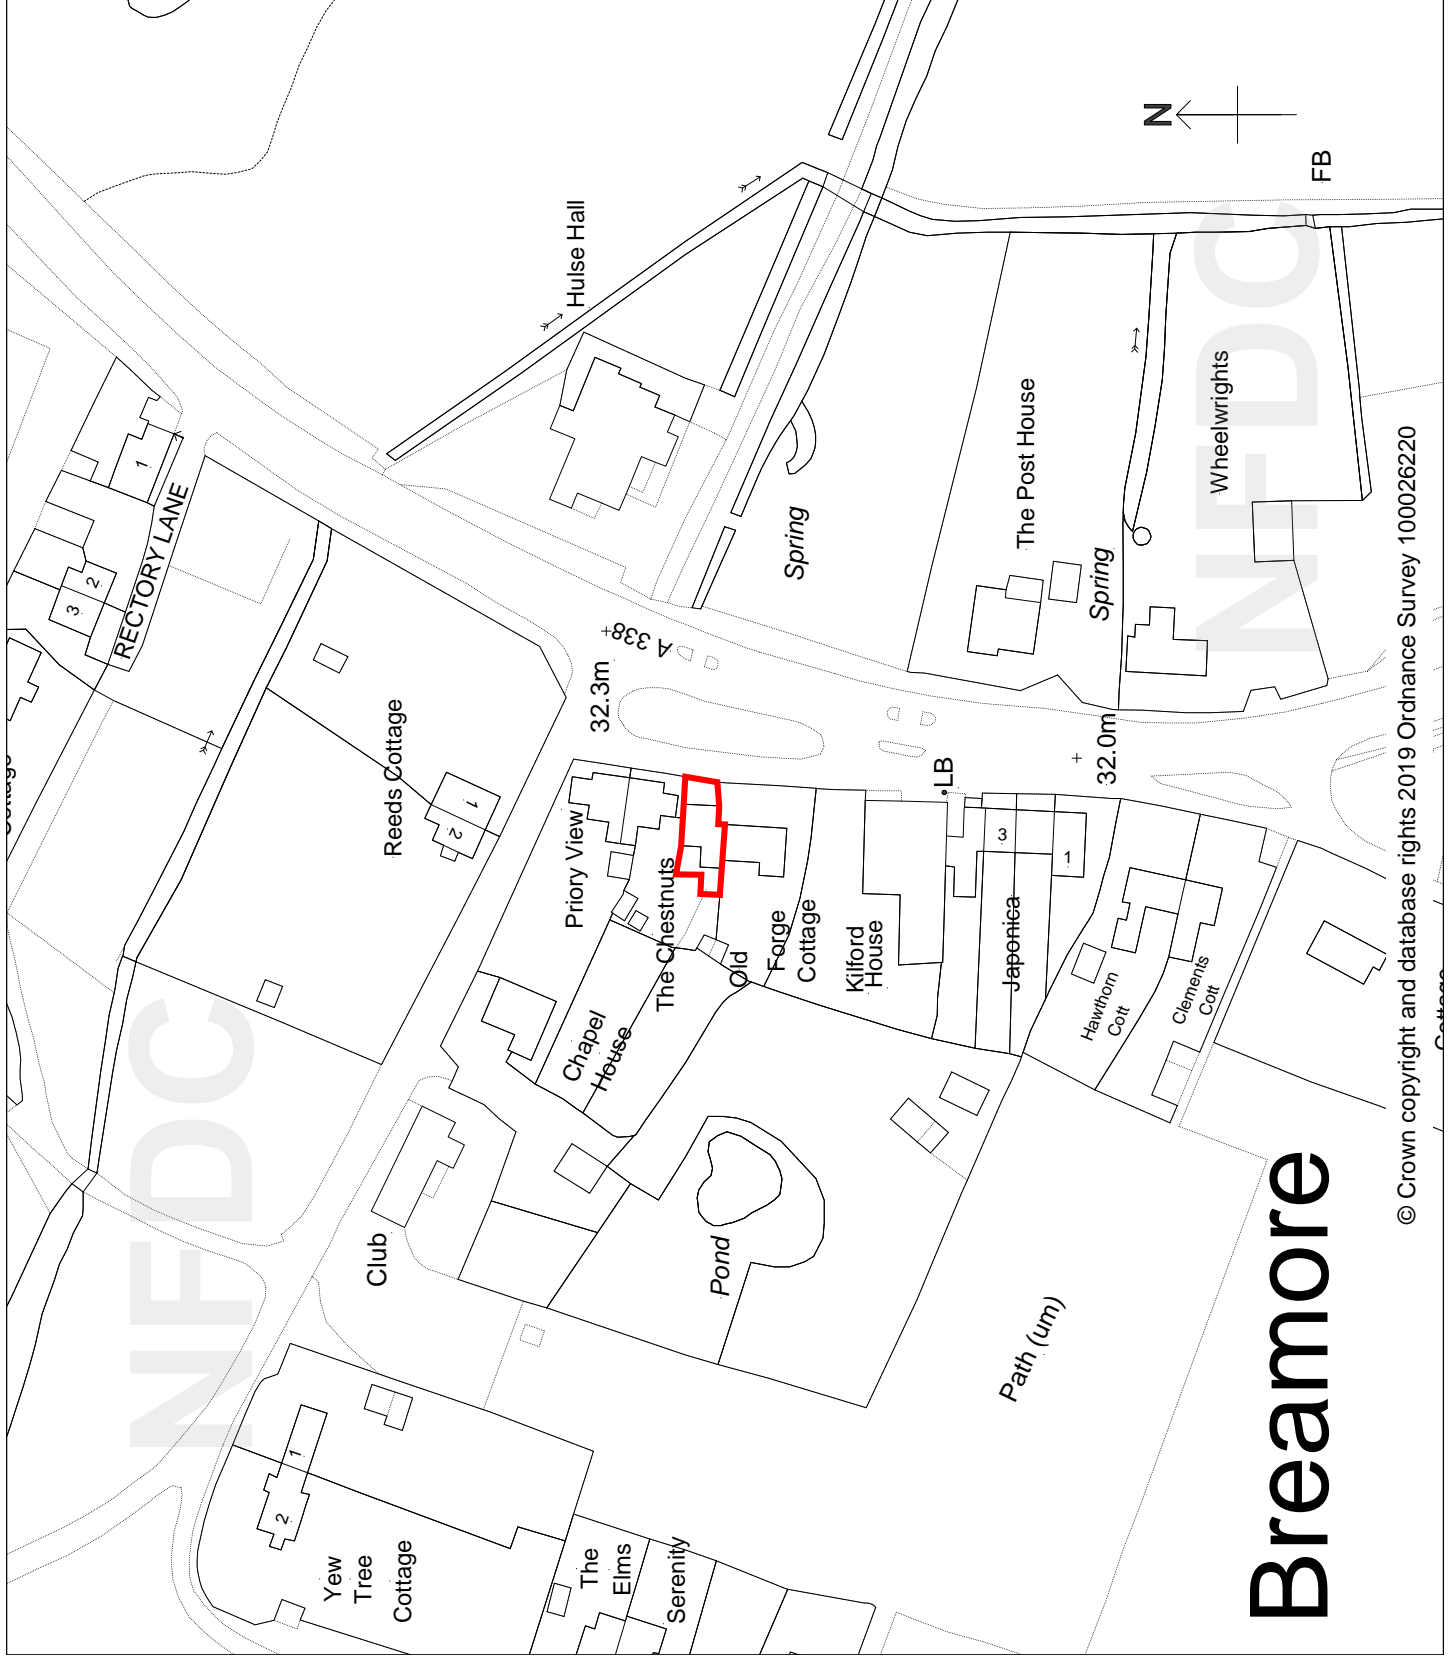 NFDC
NFDC
RECTORY LANE
1
2
3
Hulse Hall
N
FB
Reeds Cottage
1
2
A 338
32.3m
Spring
The Post House
Spring
Wheelwrights
Priory View
The Chestnuts
Old
Forge
Cottage
Kilford
House
LB
32.0m
3
1
Japonica
Hawthorn
Cott
Clements
Cott
Cottage
Chapel
House
Club
Pond
Path (um)
1
2
Yew
Tree
Cottage
The
Elms
Serenity
Breamore
© Crown copyright and database rights 2019 Ordnance Survey 100026220